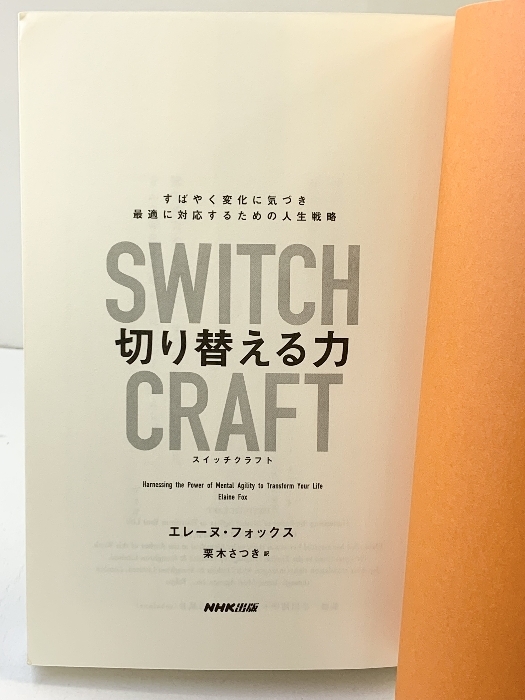 すばやく変化に気づき
最適に対応するための人生戦略
SWITCH
切り替える力
CRAFT
スイッチクラフト
Harnessing the Power of Mental Agility to Transform Your Life
Elaine Fox
エレーヌ・フォックス
栗木さつき 訳
NHK出版